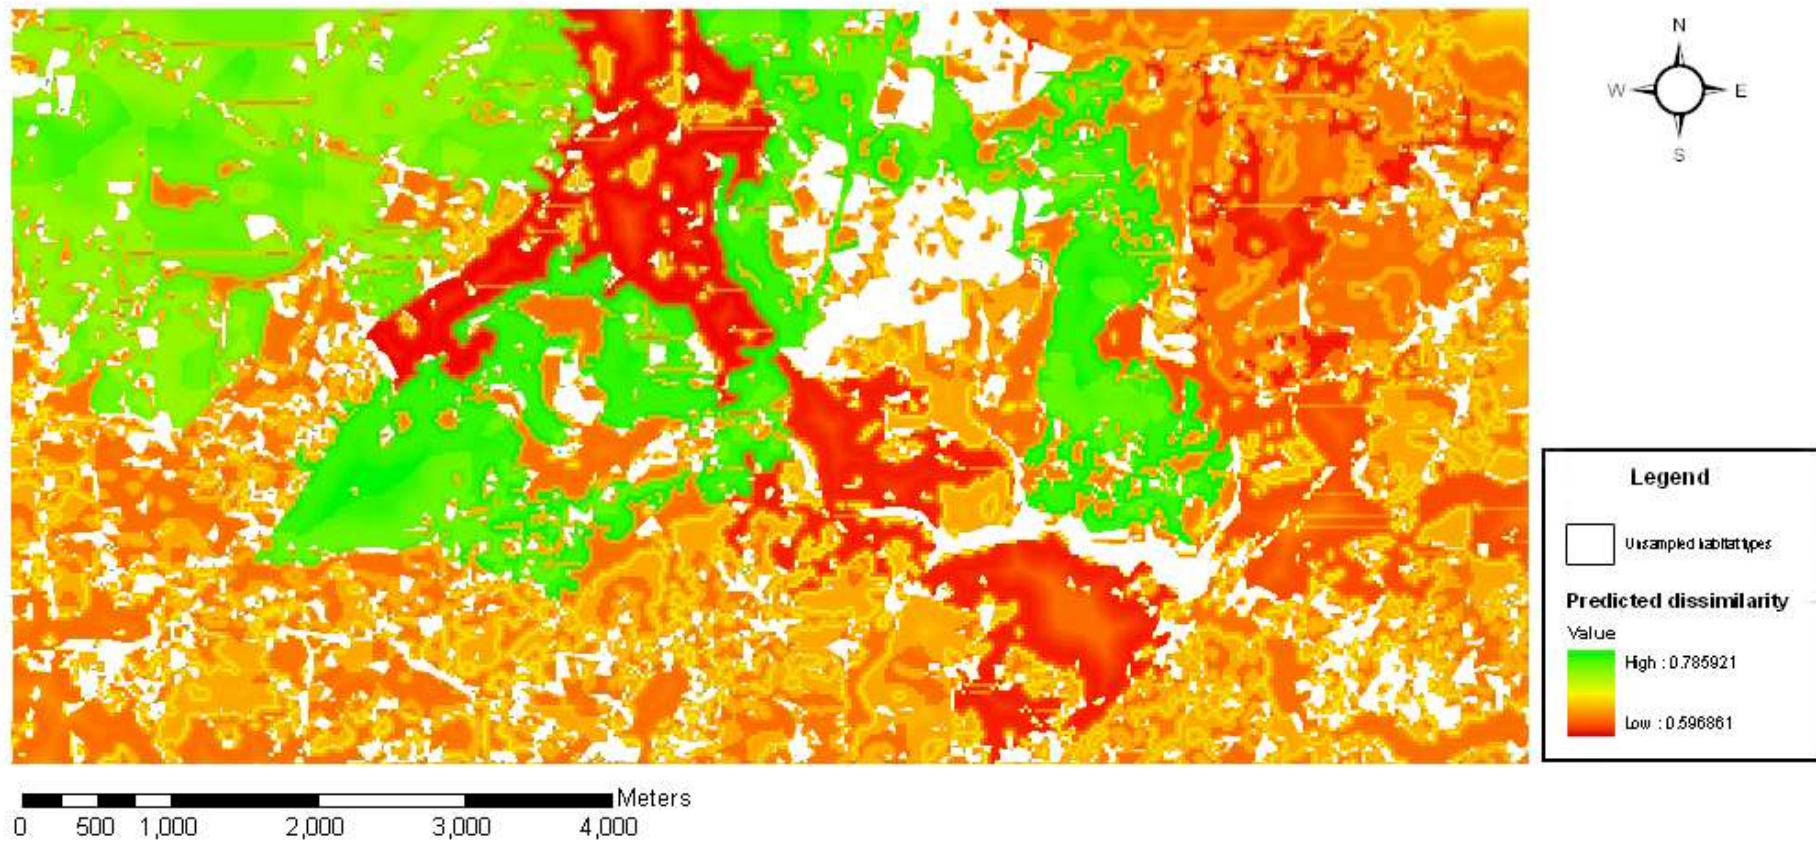 N
W E
S
Legend
Unsampled habitat types
Predicted dissimilarity
Value
High : 0.785921
Low : 0.596861
Meters
0 500 1,000 2,000 3,000 4,000